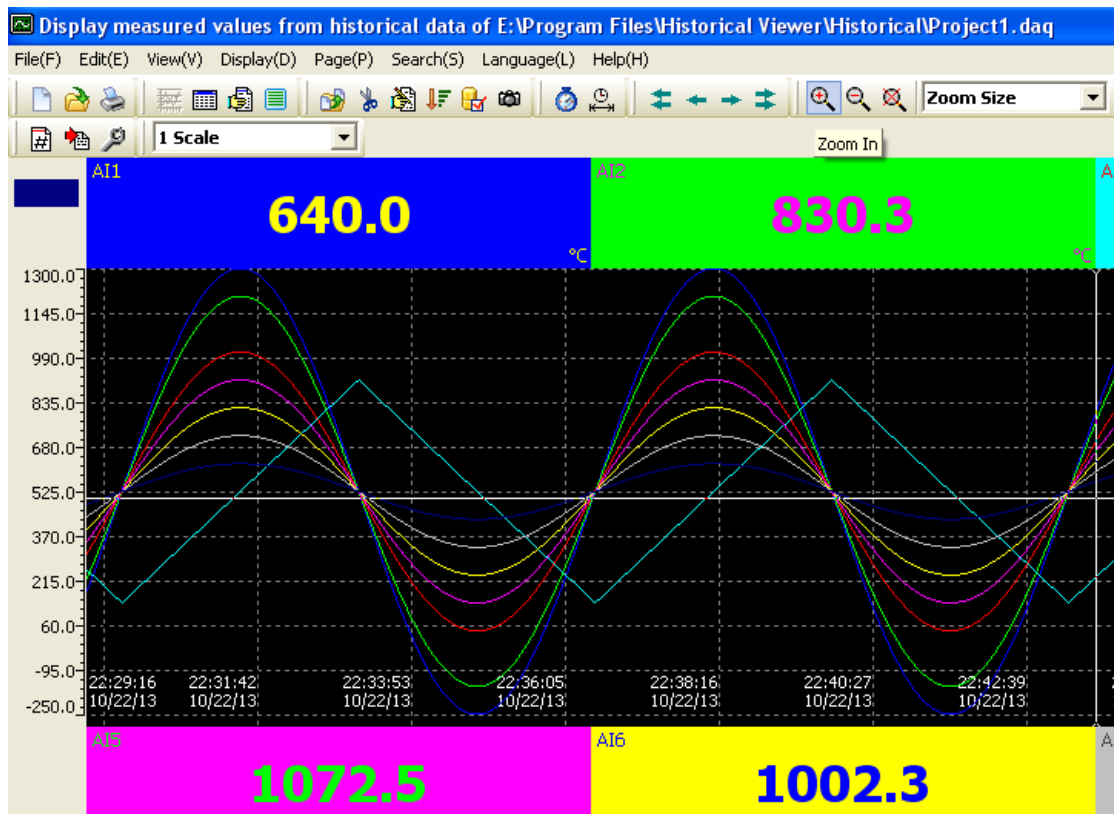 Display measured values from historical data of E:\Program Files\Historical Viewer\Historical\Project1.daq
File(F) Edit(E) View(V) Display(D) Page(P) Search(S) Language(L) Help(H)
Zoom Size
1 Scale
Zoom In
AI1 AI2 A
640.0 830.3
°C °C
1300.0
1145.0
990.0
835.0
680.0
525.0
370.0
215.0
60.0
-95.0
-250.0
22:29:16 22:31:42 22:33:53 22:36:05 22:38:16 22:40:27 22:42:39
10/22/13 10/22/13 10/22/13 10/22/13 10/22/13 10/22/13 10/22/13
AI5 AI6 A
1072.5 1002.3